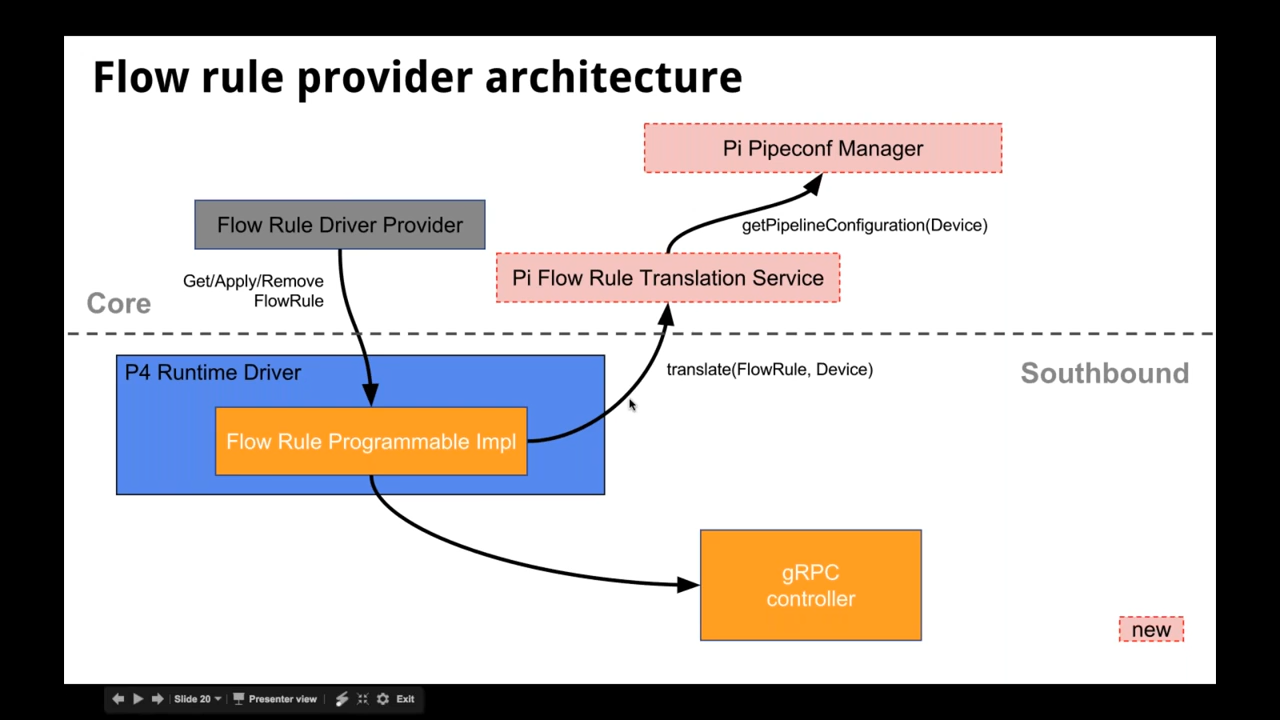 Flow rule provider architecture
Pi Pipeconf Manager
Flow Rule Driver Provider
getPipelineConfiguration(Device)
Get/Apply/Remove
FlowRule
Pi Flow Rule Translation Service
Core
P4 Runtime Driver
translate(FlowRule, Device)
Southbound
Flow Rule Programmable Impl
gRPC
controller
new
Slide 20
Presenter view
Exit